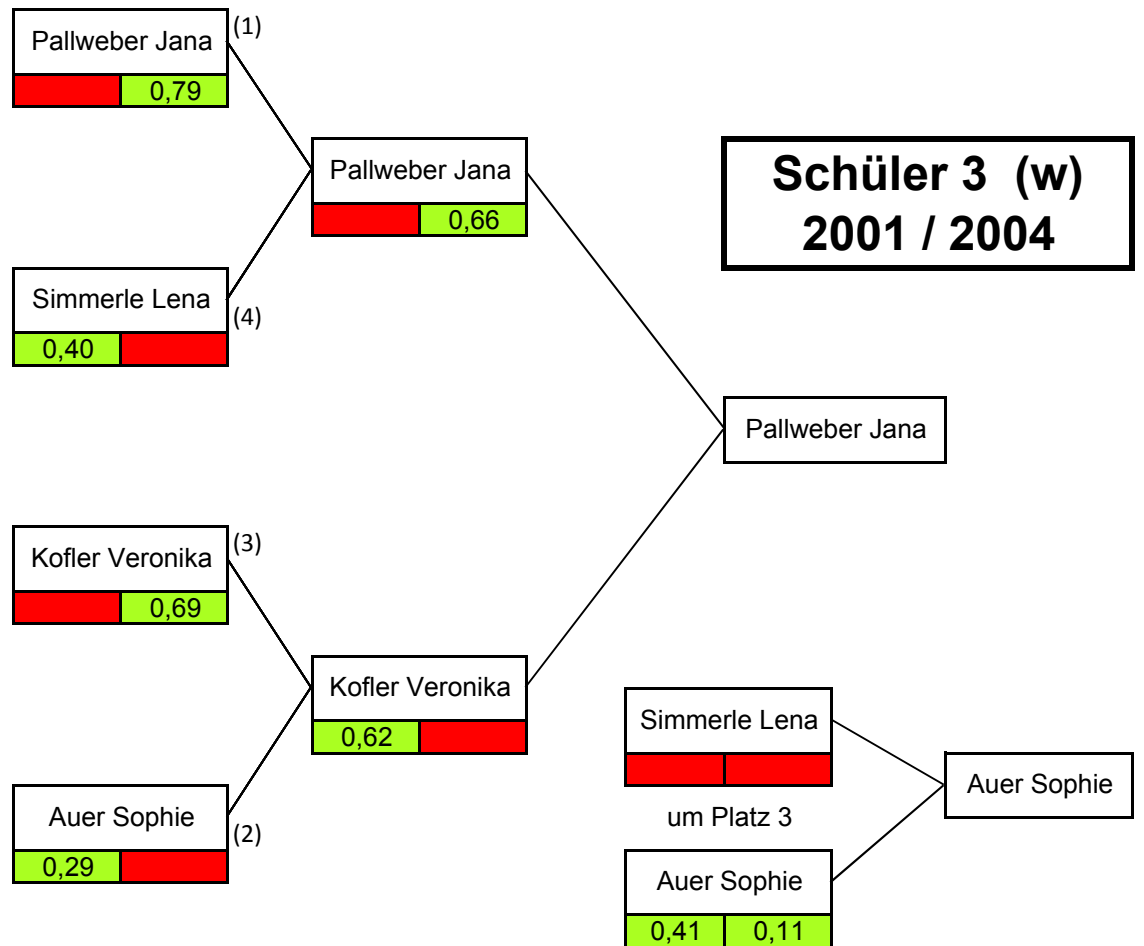 Pallweber Jana
(1)
0,79
Pallweber Jana
0,66
Schüler 3 (w)
2001 / 2004
Simmerle Lena
(4)
0,40
Pallweber Jana
Kofler Veronika
(3)
0,69
Kofler Veronika
0,62
Auer Sophie
(2)
0,29
Simmerle Lena
um Platz 3
Auer Sophie
0,41 0,11
Auer Sophie